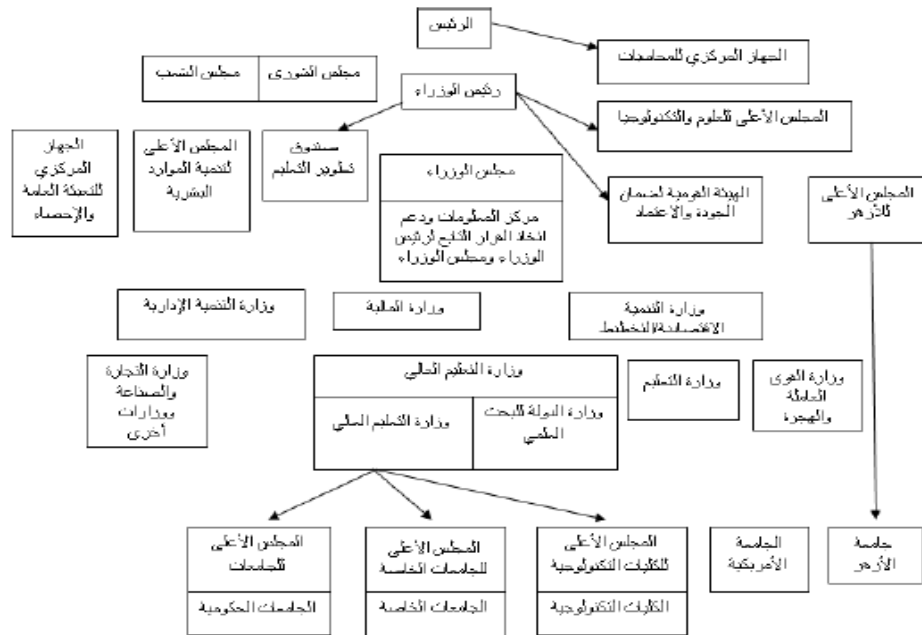 الرئيس
الجهاز المركزي للمحاسبات
مجلس الشورى
مجلس الشعب
رئيس الوزراء
المجلس الأعلى للعلوم والتكنولوجيا
الجهاز
المركزي
للتعبئة العامة
والإحصاء
المجلس الأعلى
لتنمية الموارد
البشرية
صندوق
تطوير التعليم
مجلس الوزراء
مركز المعلومات ودعم
اتخاذ القرار التابع لرئيس
الوزراء ومجلس الوزراء
الهيئة القومية لضمان
الجودة والاعتماد
المجلس الأعلى
للأزهر
وزارة التنمية
الاقتصادية/التخطيط
وزارة المالية
وزارة التنمية الإدارية
وزارة القوى
العاملة
والهجرة
وزارة التعليم
وزارة التعليم العالي
وزارة الدولة للبحث
العلمي
وزارة التعليم العالي
وزارة التجارة
والصناعة
ووزارات
أخرى
جامعة
الأزهر
الجامعة
الأمريكية
المجلس الأعلى
للكليات التكنولوجية
الكليات التكنولوجية
المجلس الأعلى
للجامعات الخاصة
الجامعات الخاصة
المجلس الأعلى
للجامعات
الجامعات الحكومية